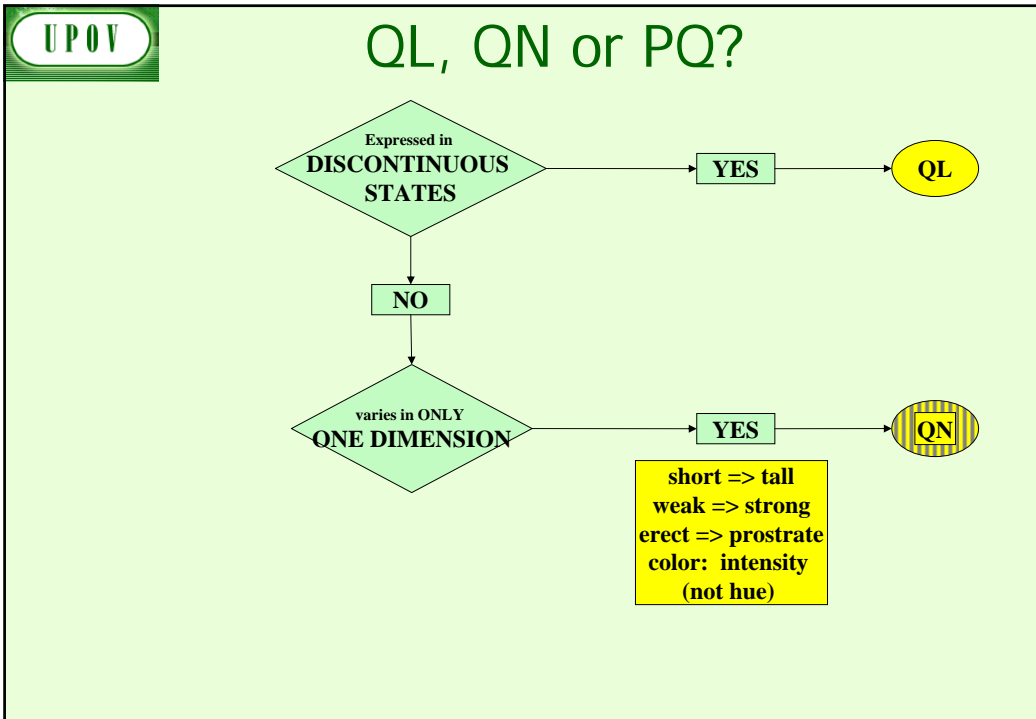 UPOV
QL, QN or PQ?
Expressed in
DISCONTINUOUS
STATES
YES
QL
NO
varies in ONLY
ONE DIMENSION
YES
QN
short => tall
weak => strong
erect => prostrate
color: intensity
(not hue)